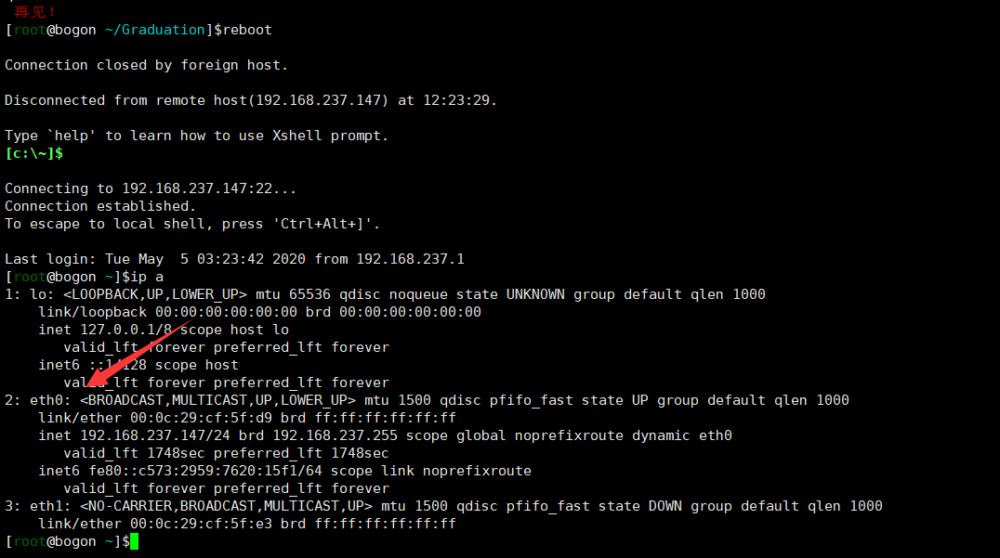 再见!
[root@bogon ~/Graduation]$reboot
Connection closed by foreign host.
Disconnected from remote host(192.168.237.147) at 12:23:29.
Type `help' to learn how to use Xshell prompt.
[c:\~]$
Connecting to 192.168.237.147:22...
Connection established.
To escape to local shell, press 'Ctrl+Alt+]'.
Last login: Tue May  5 03:23:42 2020 from 192.168.237.1
[root@bogon ~]$ip a
1: lo: <LOOPBACK,UP,LOWER_UP> mtu 65536 qdisc noqueue state UNKNOWN group default qlen 1000
    link/loopback 00:00:00:00:00:00 brd 00:00:00:00:00:00
    inet 127.0.0.1/8 scope host lo
       valid_lft forever preferred_lft forever
    inet6 ::1/128 scope host
       valid_lft forever preferred_lft forever
2: eth0: <BROADCAST,MULTICAST,UP,LOWER_UP> mtu 1500 qdisc pfifo_fast state UP group default qlen 1000
    link/ether 00:0c:29:cf:5f:d9 brd ff:ff:ff:ff:ff:ff
    inet 192.168.237.147/24 brd 192.168.237.255 scope global noprefixroute dynamic eth0
       valid_lft 1748sec preferred_lft 1748sec
    inet6 fe80::c573:2959:7620:15f1/64 scope link noprefixroute
       valid_lft forever preferred_lft forever
3: eth1: <NO-CARRIER,BROADCAST,MULTICAST,UP> mtu 1500 qdisc pfifo_fast state DOWN group default qlen 1000
    link/ether 00:0c:29:cf:5f:e3 brd ff:ff:ff:ff:ff:ff
[root@bogon ~]$